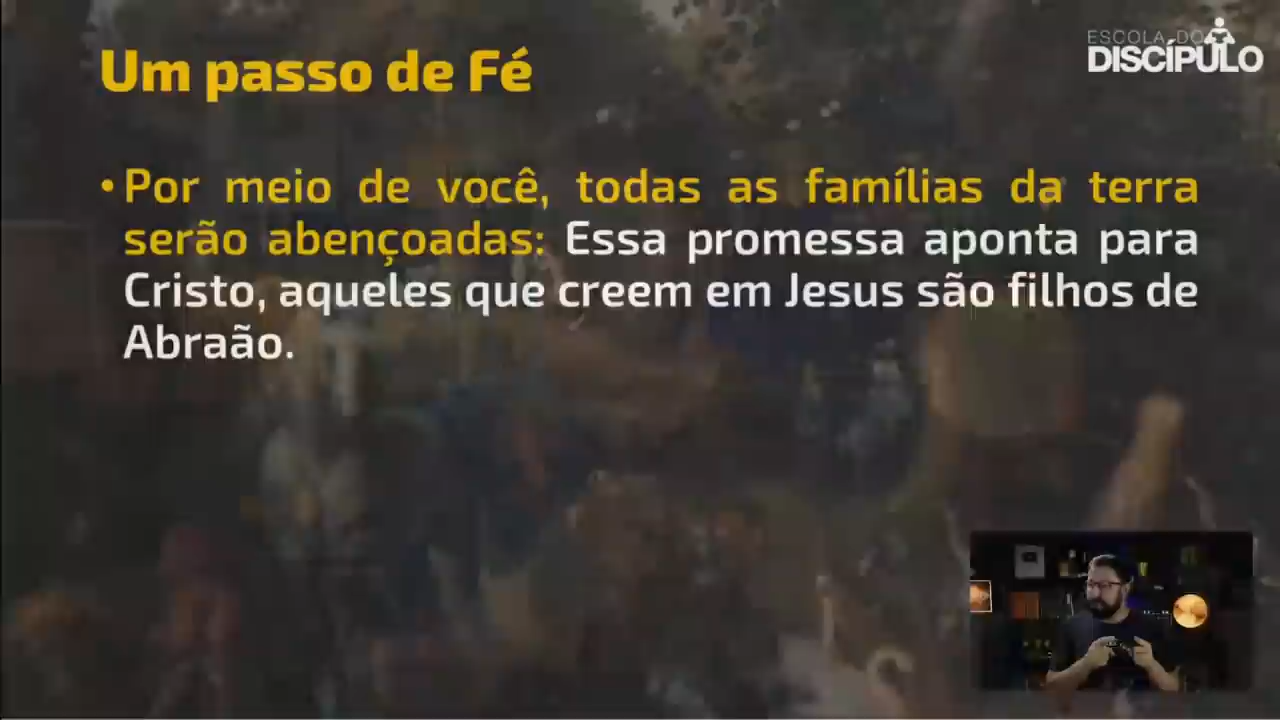 ESCOLA DO
DISCÍPULO
Um passo de Fé
• Por meio de você, todas as famílias da terra
serão abençoadas: Essa promessa aponta para
Cristo, aqueles que creem em Jesus são filhos de
Abraão.